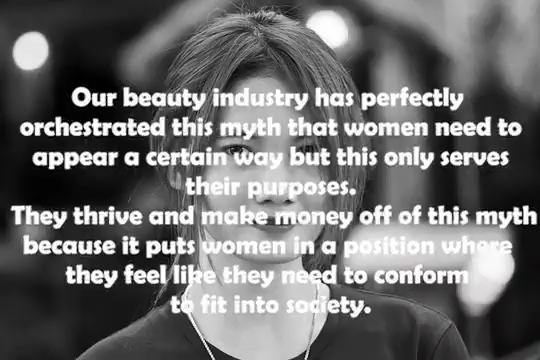 Our beauty industry has perfectly
orchestrated this myth that women need to
appear a certain way but this only serves
their purposes.
They thrive and make money off of this myth
because it puts women in a position where
they feel like they need to conform
to fit into society.